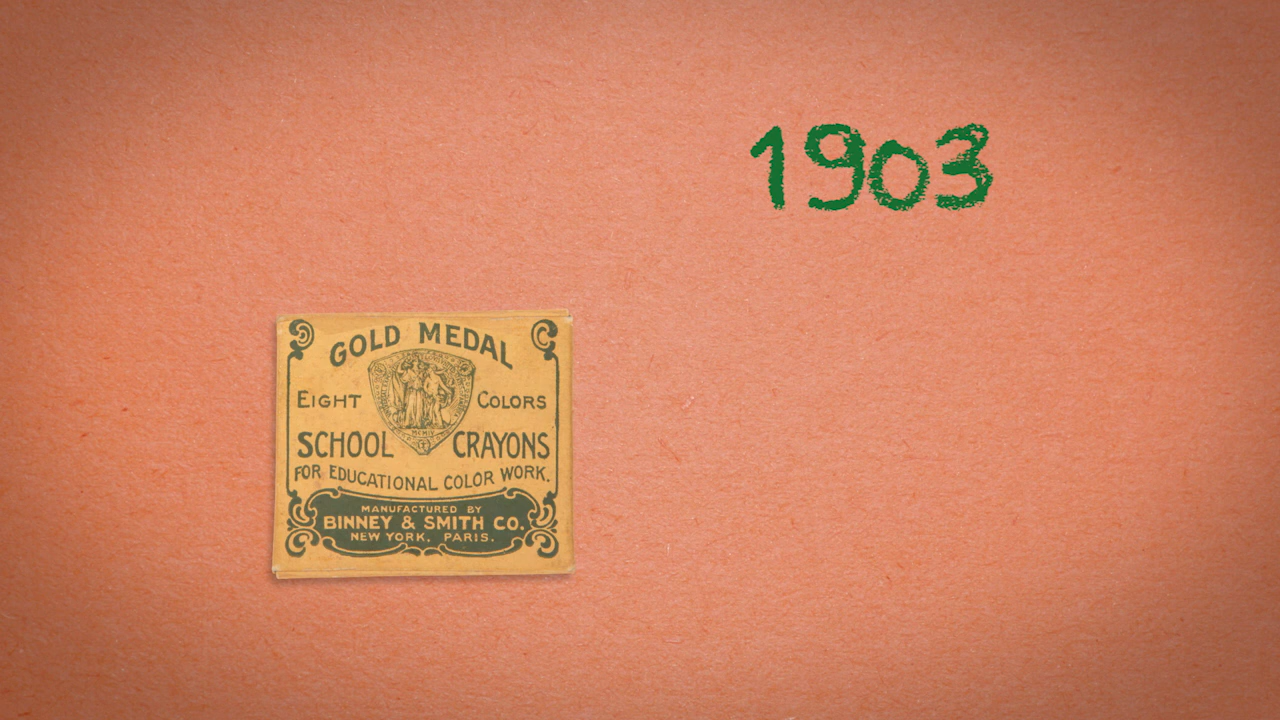 1903
GOLD MEDAL
EIGHT COLORS
SCHOOL CRAYONS
FOR EDUCATIONAL COLOR WORK.
MANUFACTURED BY
BINNEY & SMITH CO.
NEW YORK, PARIS.